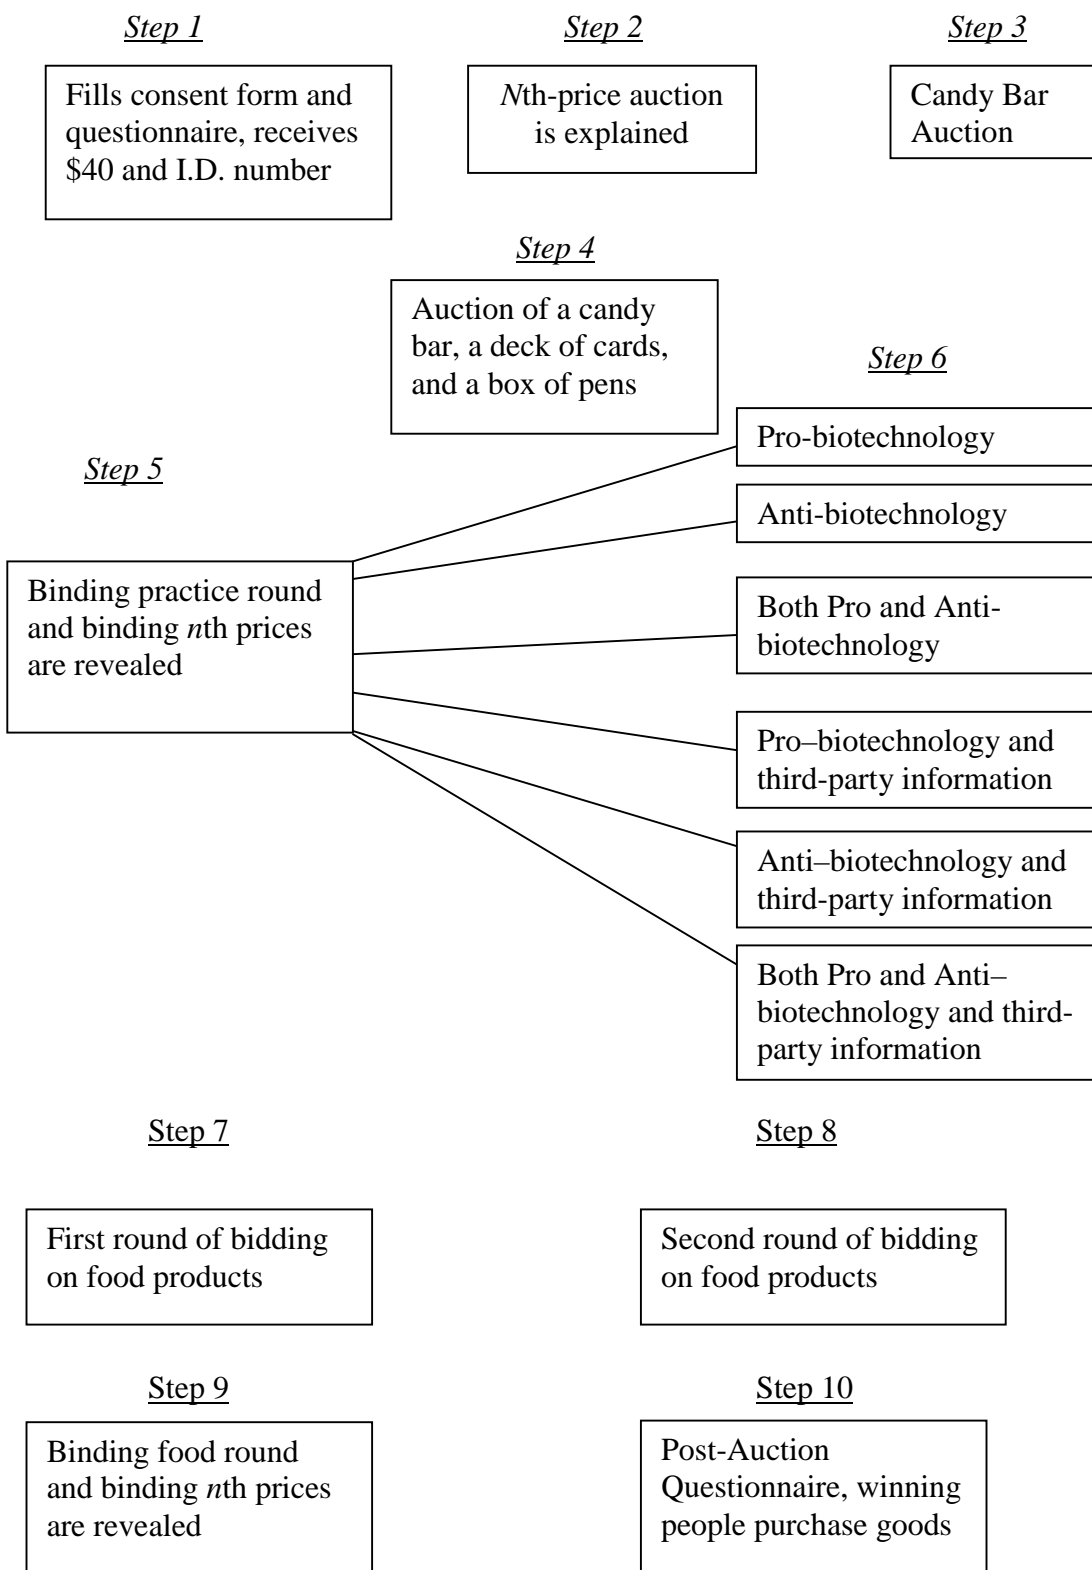 Step 1
Step 2
Step 3
Fills consent form and
questionnaire, receives
$40 and I.D. number
Nth-price auction
is explained
Candy Bar
Auction
Step 4
Auction of a candy
bar, a deck of cards,
and a box of pens
Step 5
Binding practice round
and binding nth prices
are revealed
Step 6
Pro-biotechnology
Anti-biotechnology
Both Pro and Anti-
biotechnology
Pro–biotechnology and
third-party information
Anti–biotechnology and
third-party information
Both Pro and Anti–
biotechnology and third-
party information
Step 7
Step 8
First round of bidding
on food products
Second round of bidding
on food products
Step 9
Step 10
Binding food round
and binding nth prices
are revealed
Post-Auction
Questionnaire, winning
people purchase goods